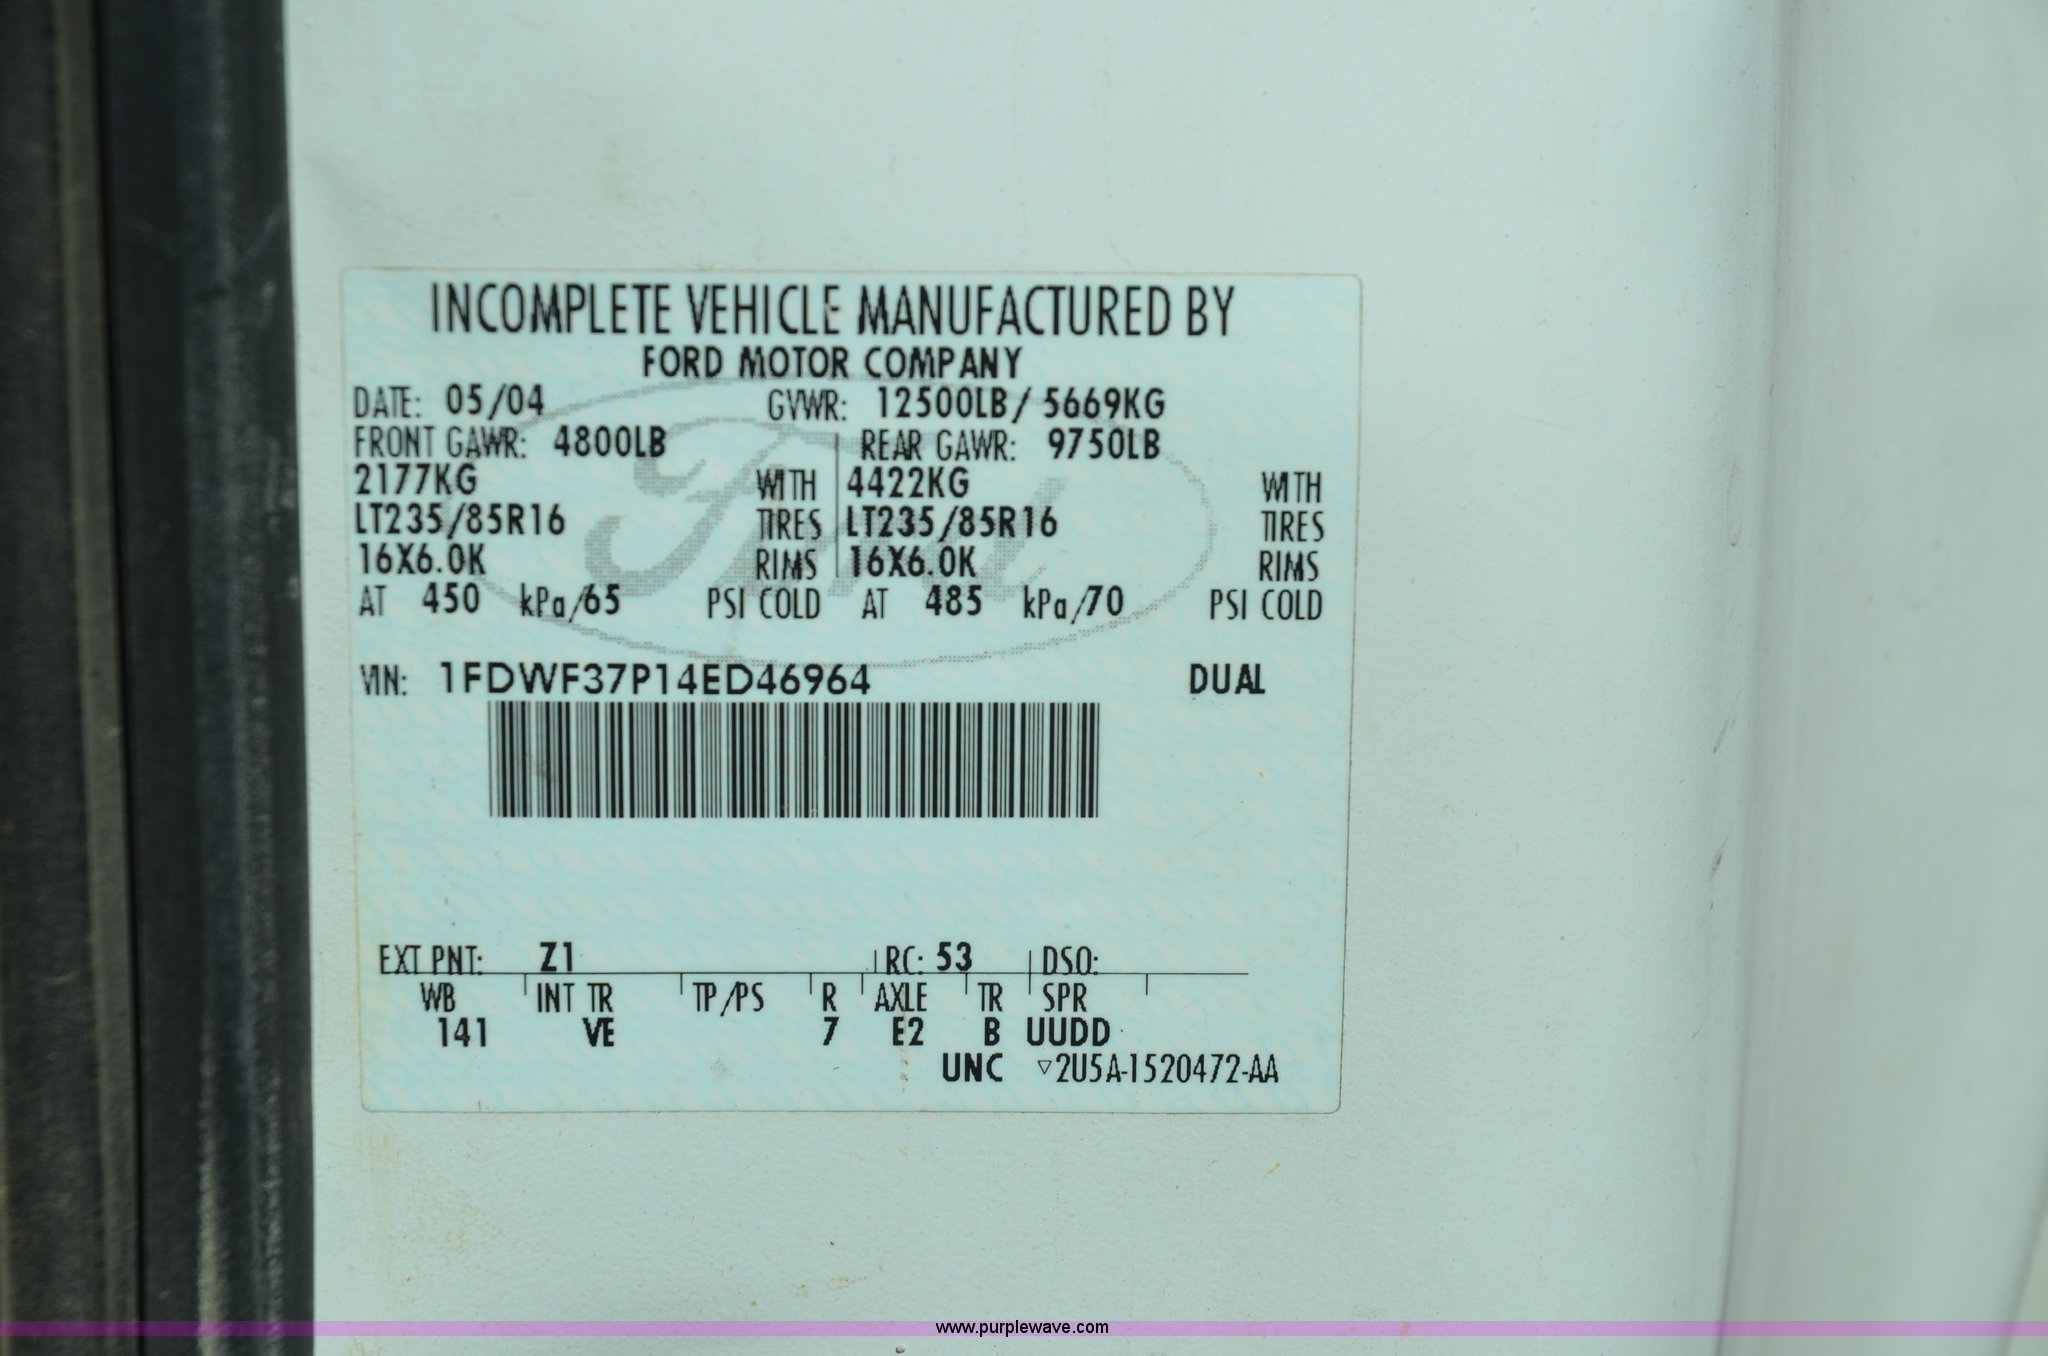 INCOMPLETE VEHICLE MANUFACTURED BY
FORD MOTOR COMPANY
DATE: 05/04 GVWR: 12500LB/ 5669KG
FRONT GAWR: 4800LB REAR GAWR: 9750LB
2177KG WITH 4422KG WITH
LT235/85R16 TIRES LT235/85R16 TIRES
16X6.0K RIMS 16X6.0K RIMS
AT 450 kPa/65 PSI COLD AT 485 kPa/70 PSI COLD
Ford
VIN: 1FDWF37P14ED46964 DUAL
EXT PNT: Z1 RC: 53 DSO:
WB INT TR TP/PS R AXLE TR SPR
141 VE 7 E2 B UUDD
UNC ▽2U5A-1520472-AA
www.purplewave.com